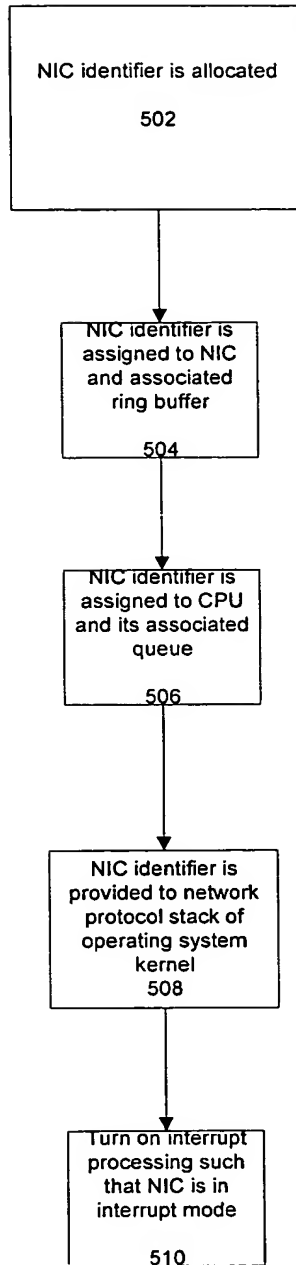 NIC identifier is allocated
502
NIC identifier is
assigned to NIC
and associated
ring buffer
504
NIC identifier is
assigned to CPU
and its associated
queue
506
NIC identifier is
provided to network
protocol stack of
operating system
kernel
508
Turn on interrupt
processing such
that NIC is in
interrupt mode
510